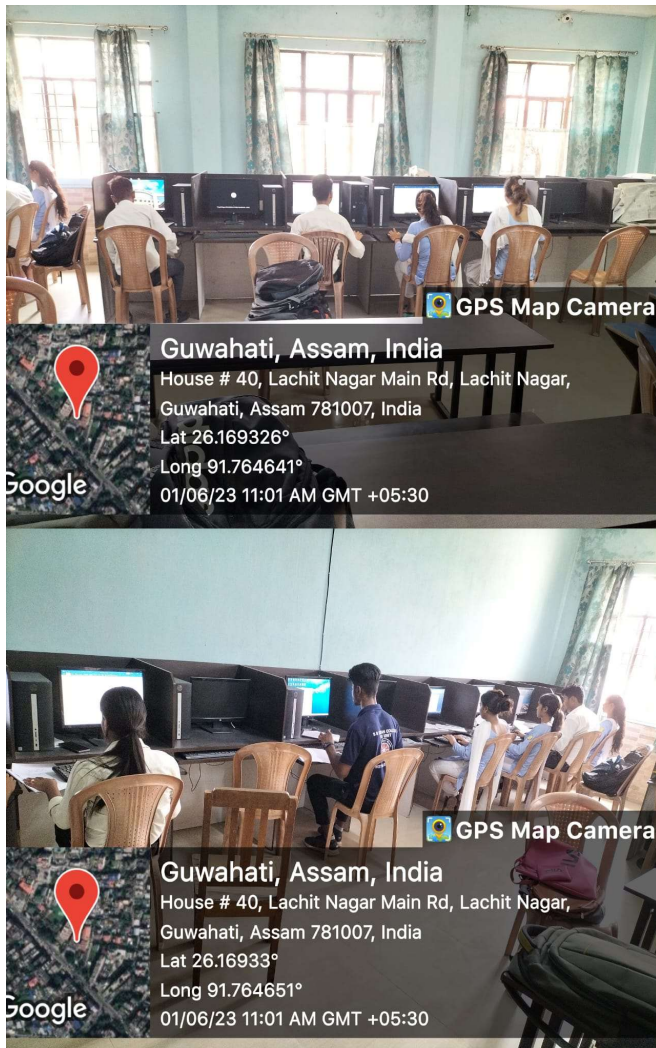 GPS Map Camera
Guwahati, Assam, India
House # 40, Lachit Nagar Main Rd, Lachit Nagar,
Guwahati, Assam 781007, India
Lat 26.169326°
Long 91.764641°
01/06/23 11:01 AM GMT +05:30
Google
GPS Map Camera
Guwahati, Assam, India
House # 40, Lachit Nagar Main Rd, Lachit Nagar,
Guwahati, Assam 781007, India
Lat 26.16933°
Long 91.764651°
01/06/23 11:01 AM GMT +05:30
Google